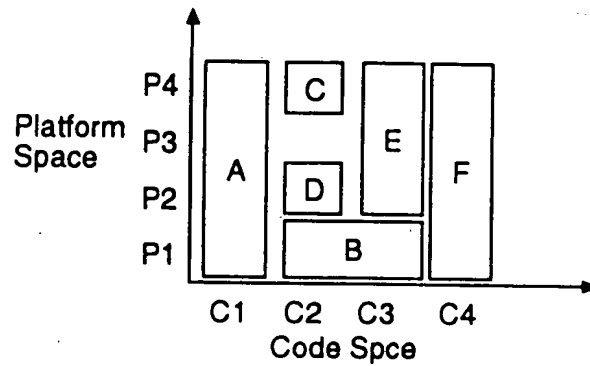 P4
C
Platform
Space
P3
E
A
F
P2
D
P1
B
C1 C2 C3 C4
Code Spce